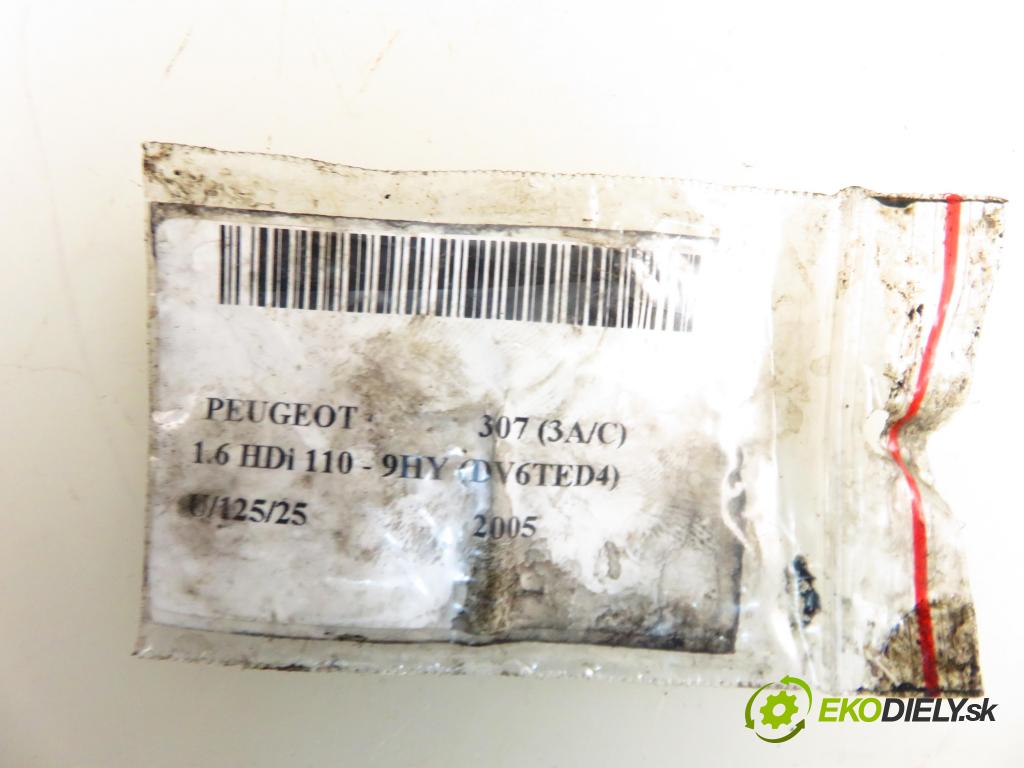 PEUGEOT 307 (3A/C)
1.6 HDi 110 - 9HY (DV6TED4)
U/125/25 2005
EKODIELY.sk